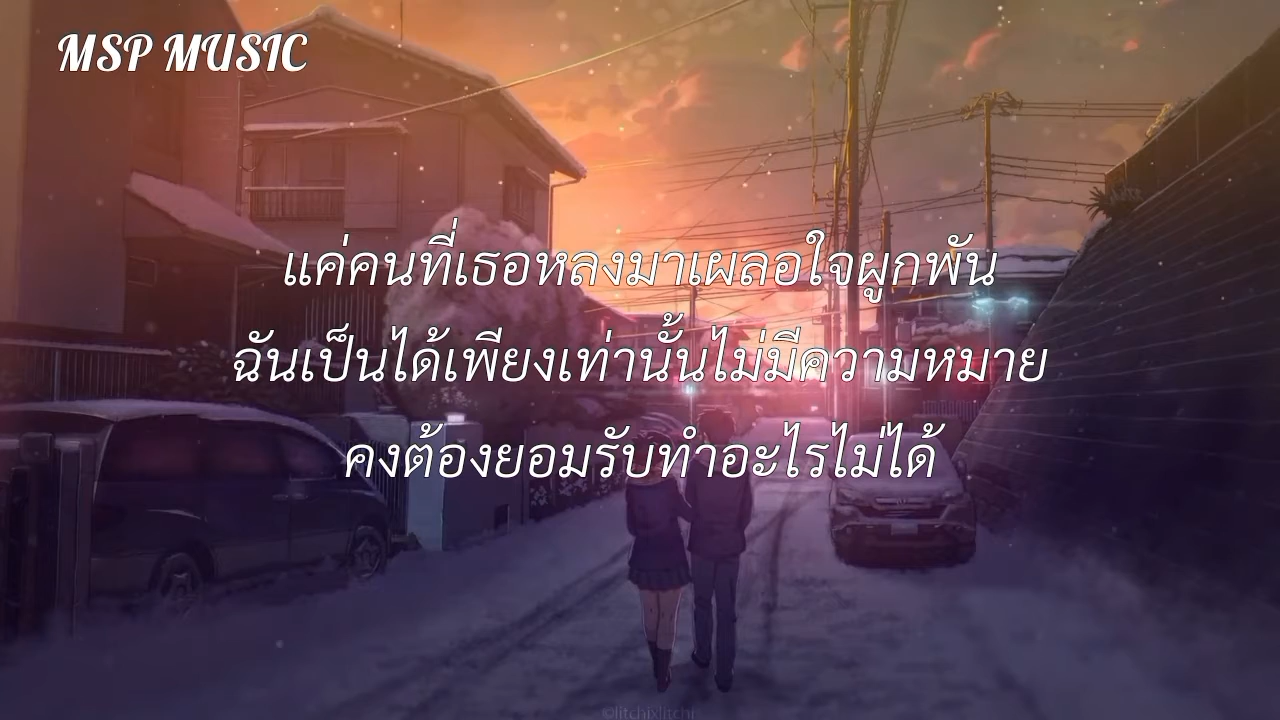 MSP MUSIC
แค่คนที่เธอหลงมาเผลอใจผูกพัน
ฉันเป็นได้เพียงเท่านั้นไม่มีความหมาย
คงต้องยอมรับทำอะไรไม่ได้
©litchjxlitchj